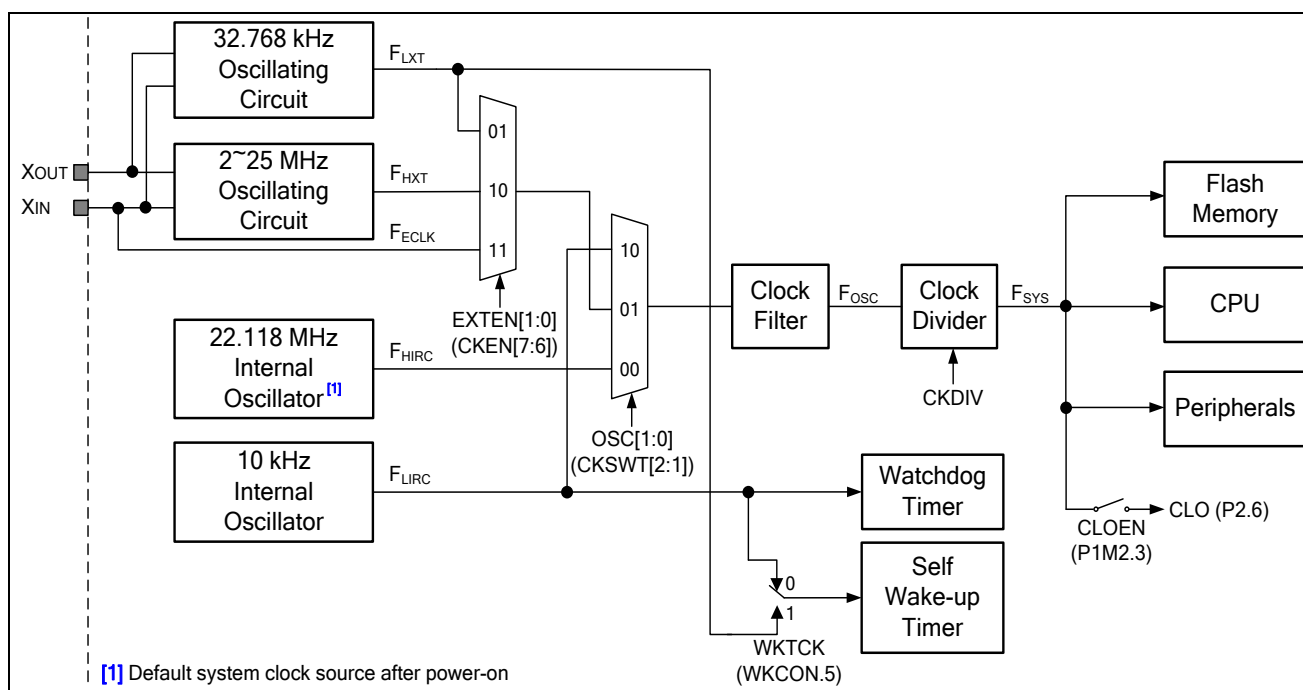 32.768 kHz
Oscillating
Circuit
FLXT
01
XOUT
XIN
2~25 MHz
Oscillating
Circuit
FHXT
10
FECLK
11
EXTEN[1:0]
(CKEN[7:6])
22.118 MHz
Internal
Oscillator[1]
FHIRC
10
01
00
OSC[1:0]
(CKSWT[2:1])
10 kHz
Internal
Oscillator
FLIRC
Clock
Filter
FOSC
Clock
Divider
CKDIV
FSYS
Flash
Memory
CPU
Peripherals
CLOEN
(P1M2.3)
CLO (P2.6)
Watchdog
Timer
0
1
WKTCK
(WKCON.5)
Self
Wake-up
Timer
[1] Default system clock source after power-on